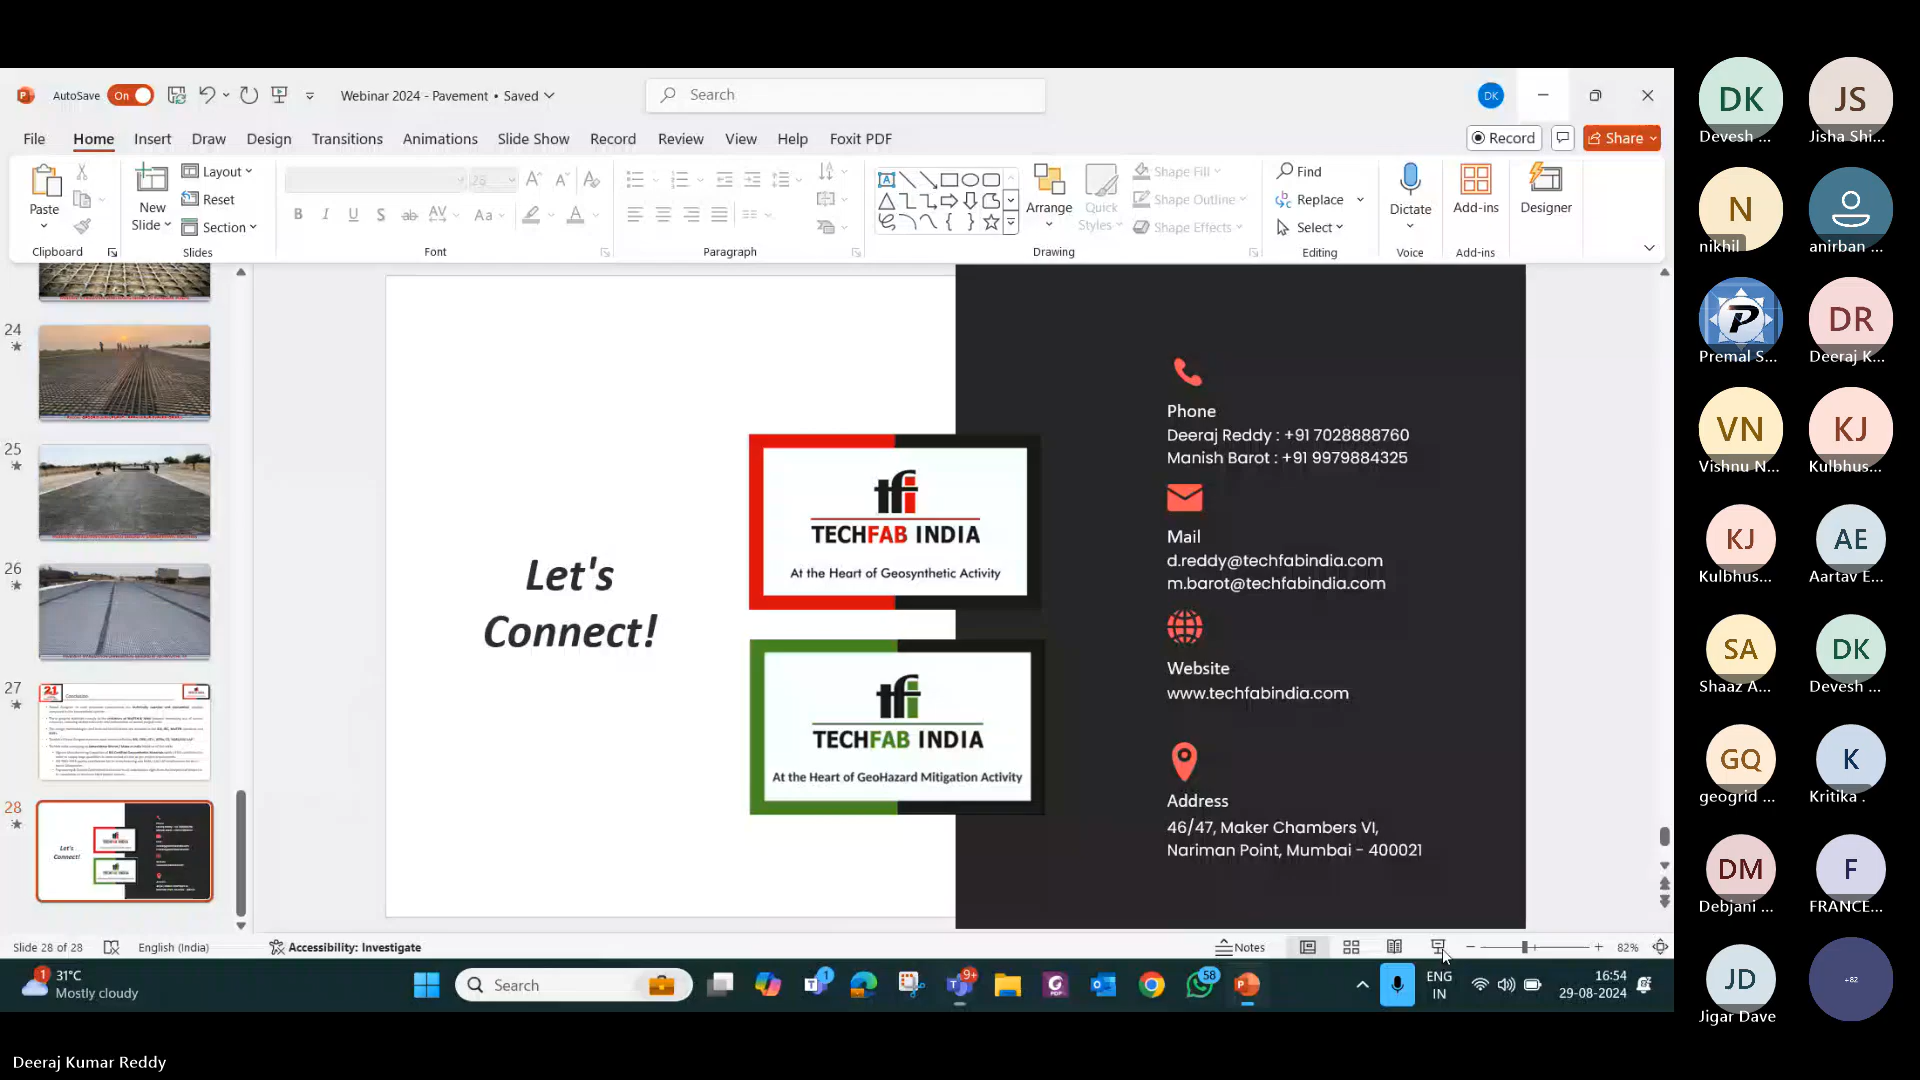 AutoSave
On
Webinar 2024 - Pavement • Saved
Search
DK
File
Home
Insert
Draw
Design
Transitions
Animations
Slide Show
Record
Review
View
Help
Foxit PDF
Record
Share
Paste
New
Slide
Layout
Reset
Section
28
Find
Replace
Select
Arrange
Quick
Styles
Shape Fill
Shape Outline
Shape Effects
Dictate
Add-ins
Designer
Clipboard
Slides
Font
Paragraph
Drawing
Editing
Voice
Add-ins
24
25
26
27
28
Let's
Connect!
tfi
TECHFAB INDIA
At the Heart of Geosynthetic Activity
tfi
TECHFAB INDIA
At the Heart of GeoHazard Mitigation Activity
Phone
Deeraj Reddy : +91 7028888760
Manish Barot : +91 9979884325
Mail
d.reddy@techfabindia.com
m.barot@techfabindia.com
Website
www.techfabindia.com
Address
46/47, Maker Chambers VI,
Nariman Point, Mumbai - 400021
Slide 28 of 28
English (India)
Accessibility: Investigate
Notes
82%
1
31°C
Mostly cloudy
Search
1
9+
58
ENG
IN
16:54
29-08-2024
Deeraj Kumar Reddy
DK
Devesh ...
JS
Jisha Shi...
N
nikhil
anirban ...
P
Premal S...
DR
Deeraj K...
VN
Vishnu N...
KJ
Kulbhus...
KJ
Kulbhus...
AE
Aartav E...
SA
Shaaz A...
DK
Devesh ...
GQ
geogrid ...
K
Kritika .
DM
Debjani ...
F
FRANCE...
JD
Jigar Dave
+82